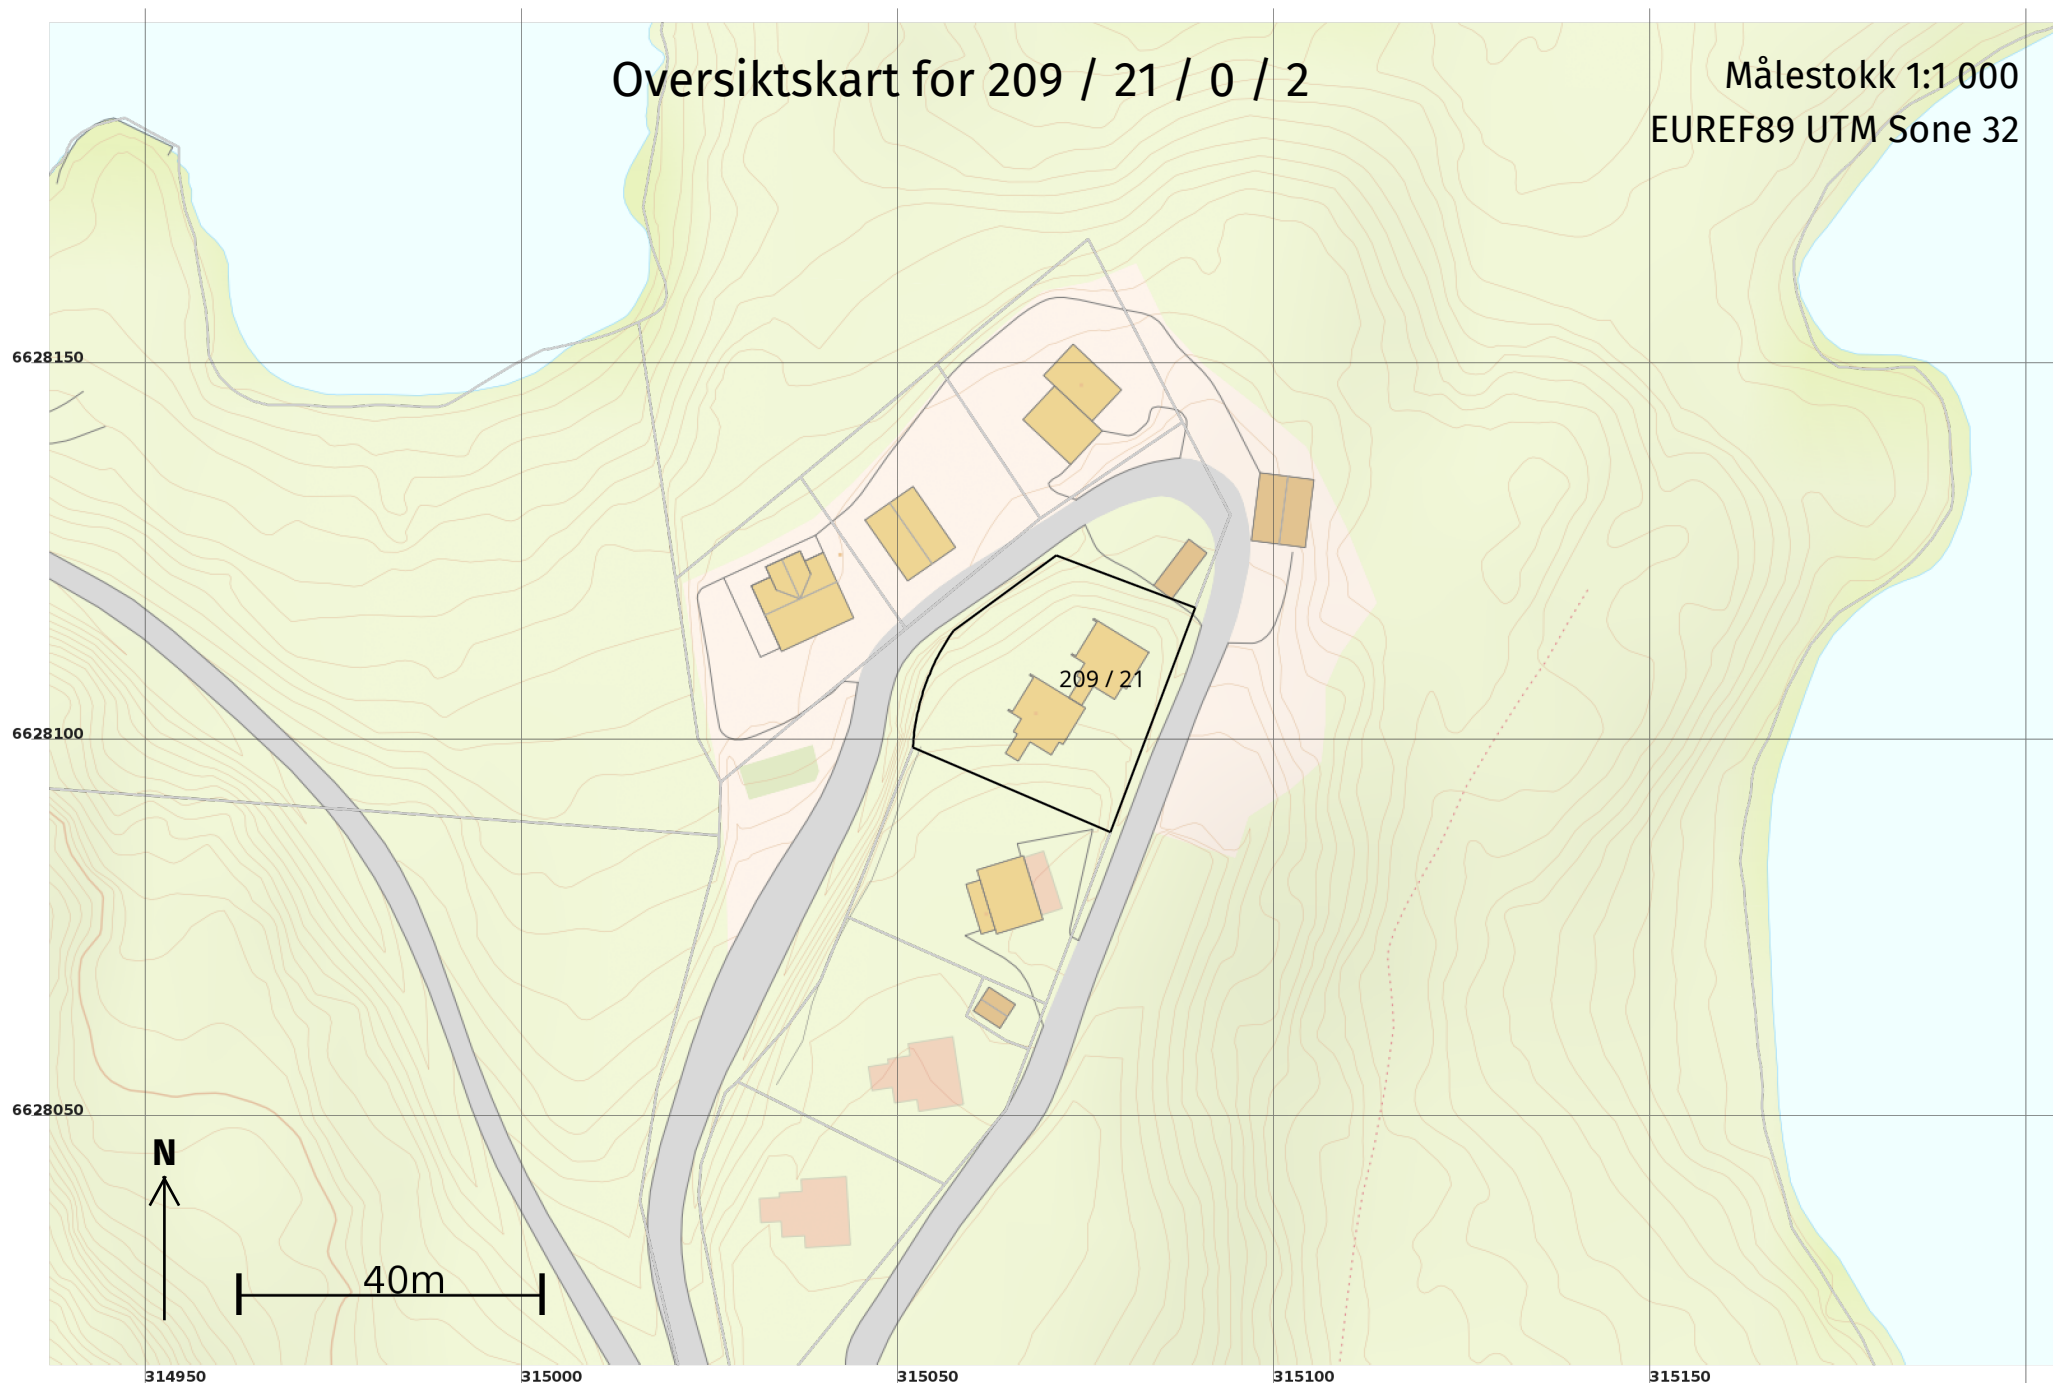 Oversiktskart for 209 / 21 / 0 / 2
Målestokk 1:1 000
EUREF89 UTM Sone 32
6628150
209 / 21
6628100
6628050
N
40m
314950
315000
315050
315100
315150